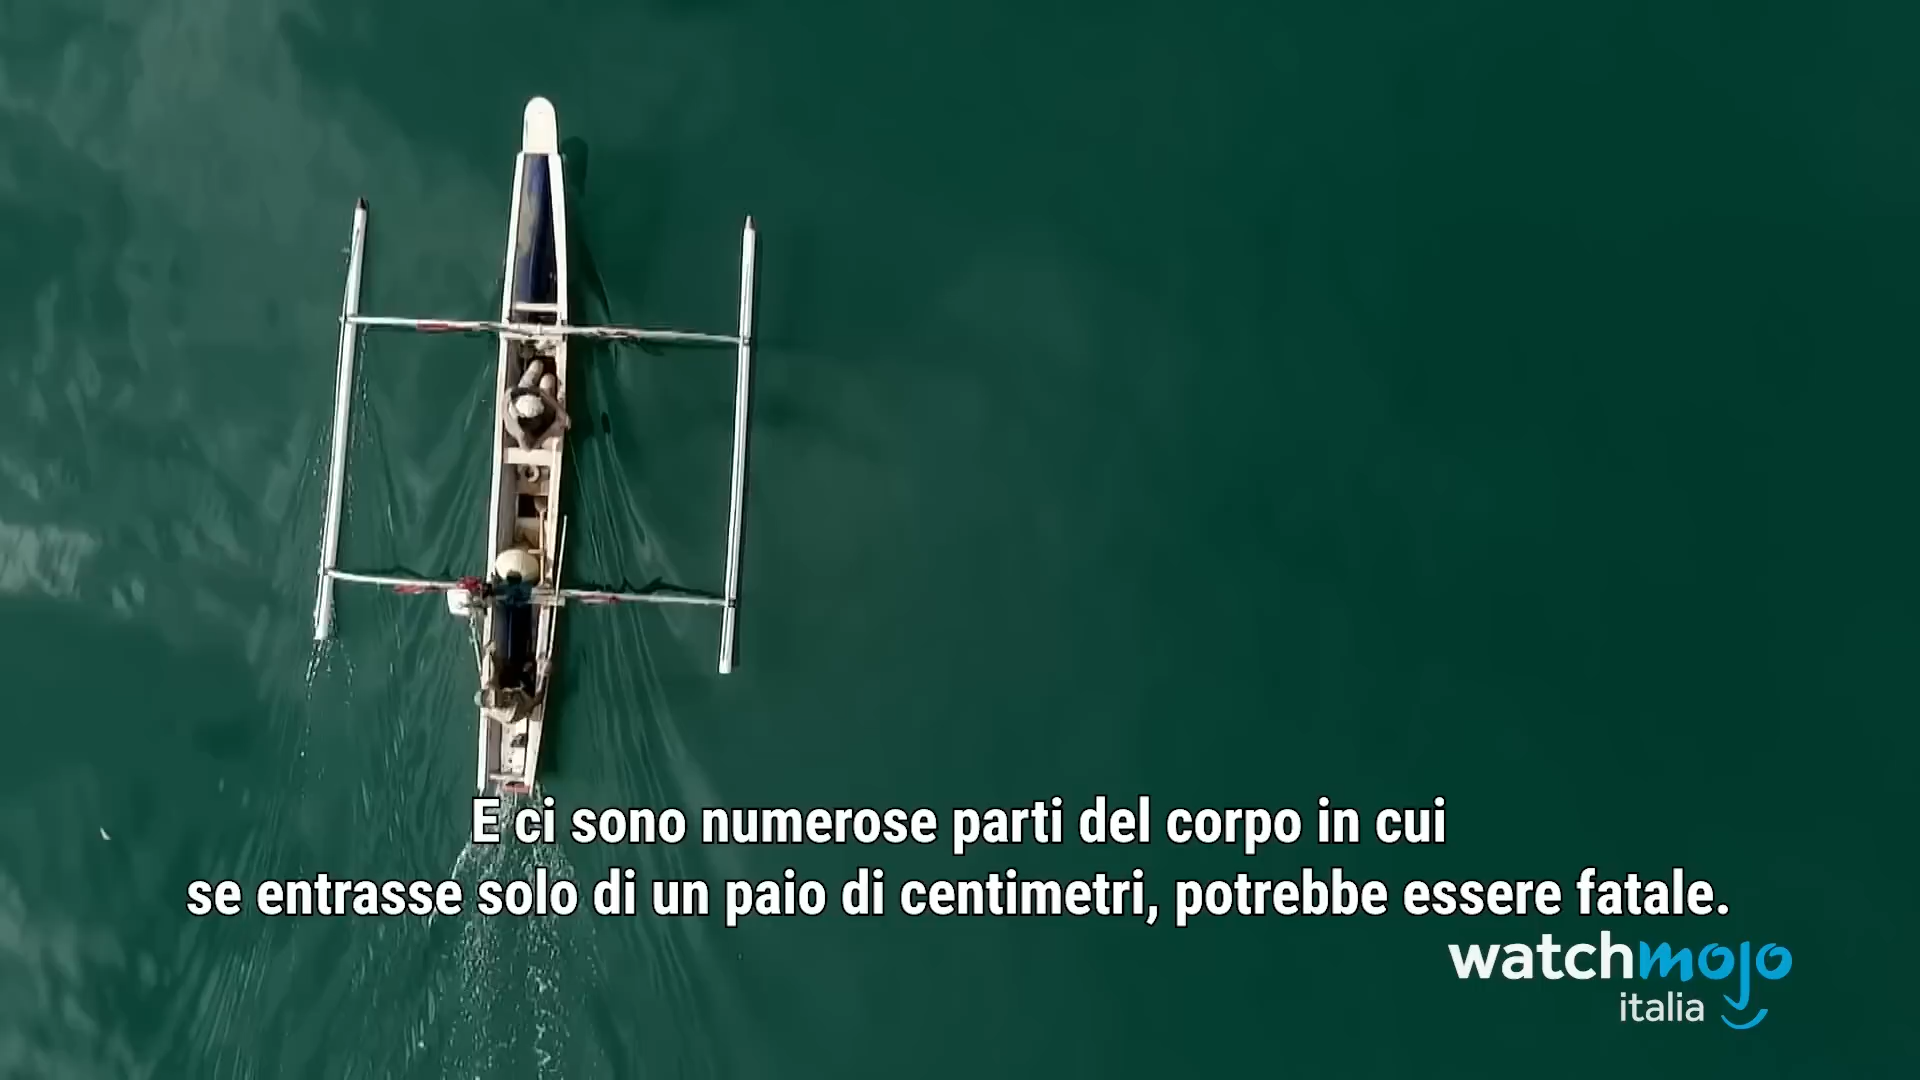 E ci sono numerose parti del corpo in cui
se entrasse solo di un paio di centimetri, potrebbe essere fatale.
watchmojo
italia